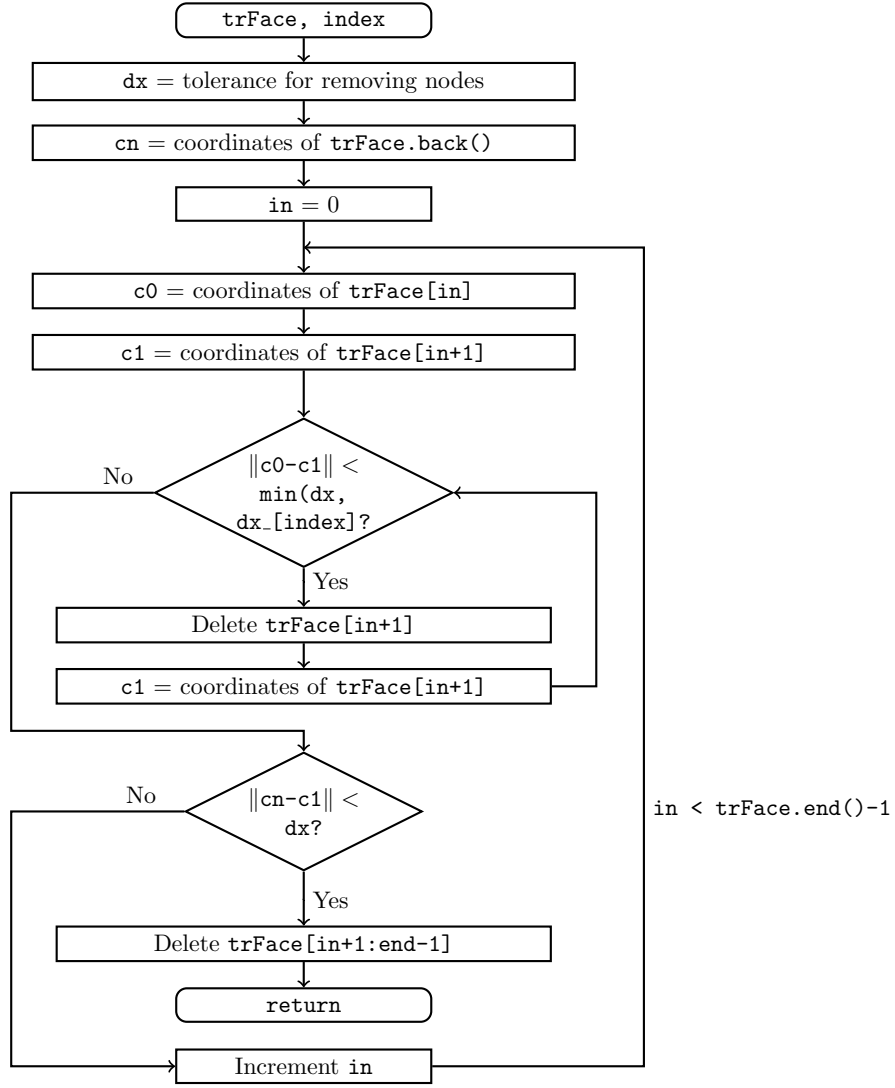 trFace, index
dx = tolerance for removing nodes
cn = coordinates of trFace.back()
in = 0
c0 = coordinates of trFace[in]
c1 = coordinates of trFace[in+1]
‖c0-c1‖ <
min(dx,
dx_[index]?
No
Yes
Delete trFace[in+1]
c1 = coordinates of trFace[in+1]
‖cn-c1‖ <
dx?
No
in < trFace.end()-1
Yes
Delete trFace[in+1:end-1]
return
Increment in